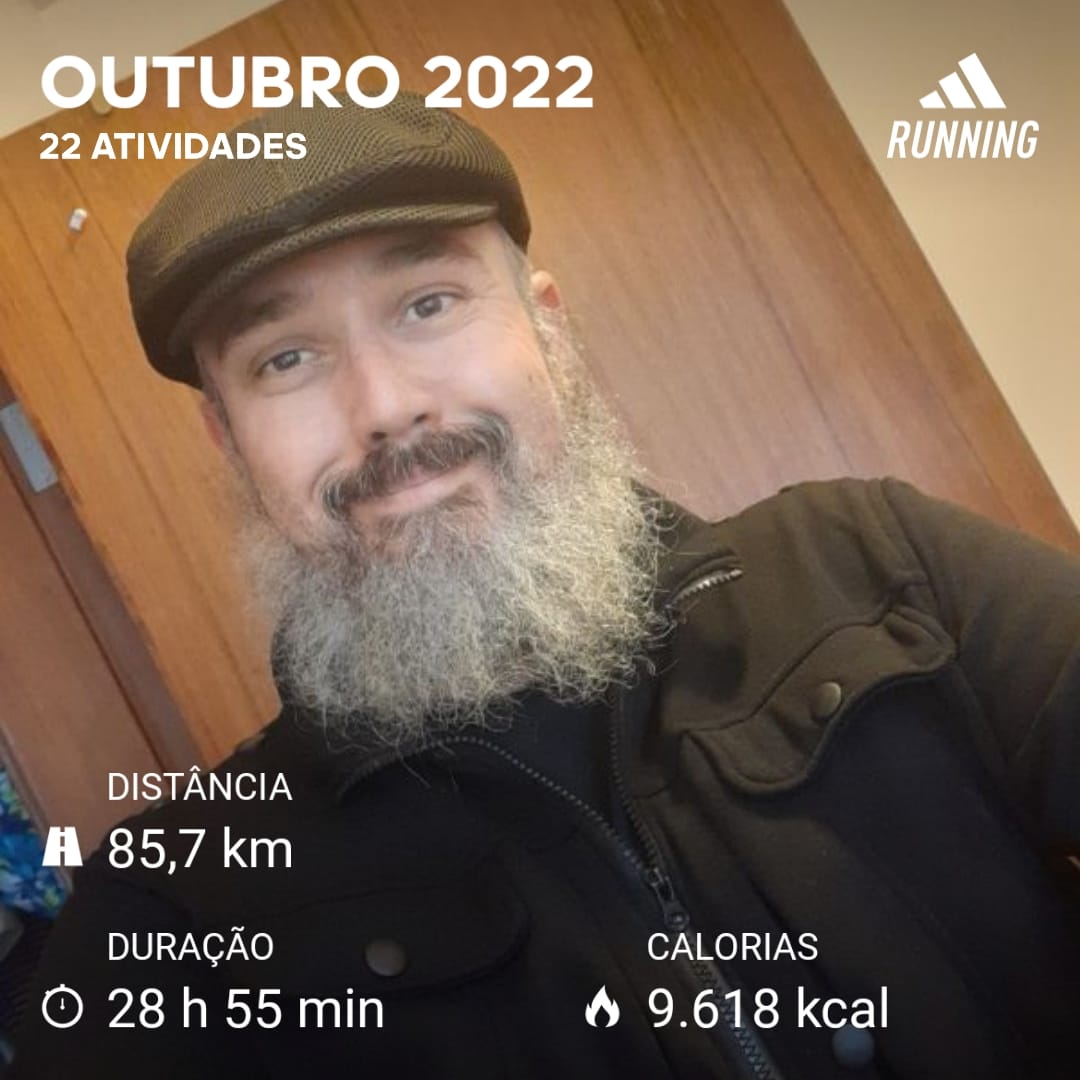 OUTUBRO 2022
22 ATIVIDADES
RUNNING
DISTÂNCIA
85,7 km
DURAÇÃO
28 h 55 min
CALORIAS
9.618 kcal